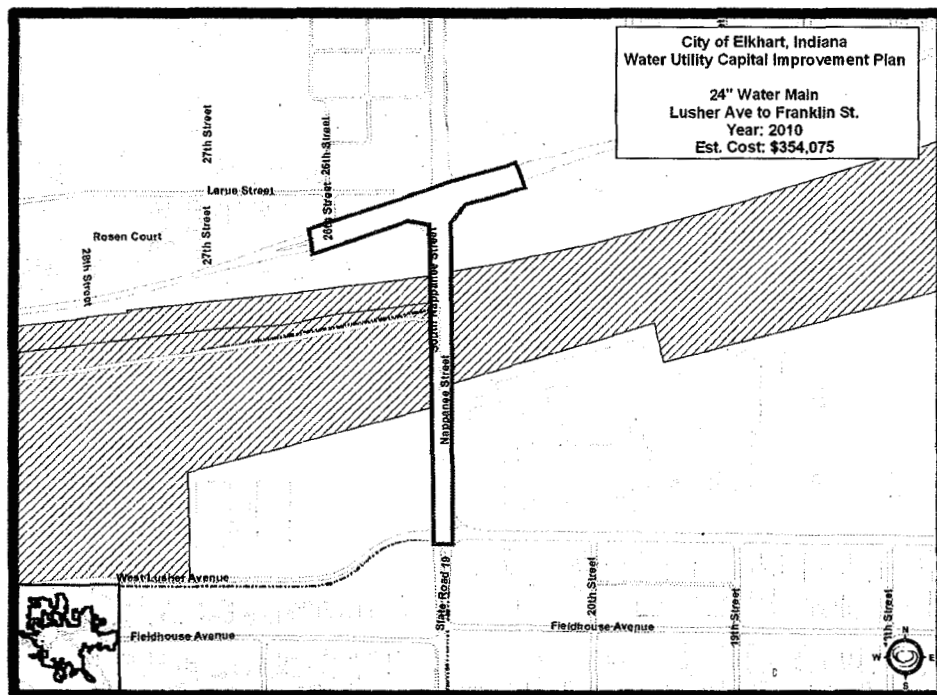 City of Elkhart, Indiana
Water Utility Capital Improvement Plan
24" Water Main
Lusher Ave to Franklin St.
Year: 2010
Est. Cost: $354,075
27th Street
26th Street
Larue Street
266s Street
27th Street
Rosen Court
28th Street
South Nappanee Street
Nappanee Street
West Lusher Avenue
State Road 19
20th Street
19th Street
Fieldhouse Avenue
Fieldhouse Avenue
N
W
E
S